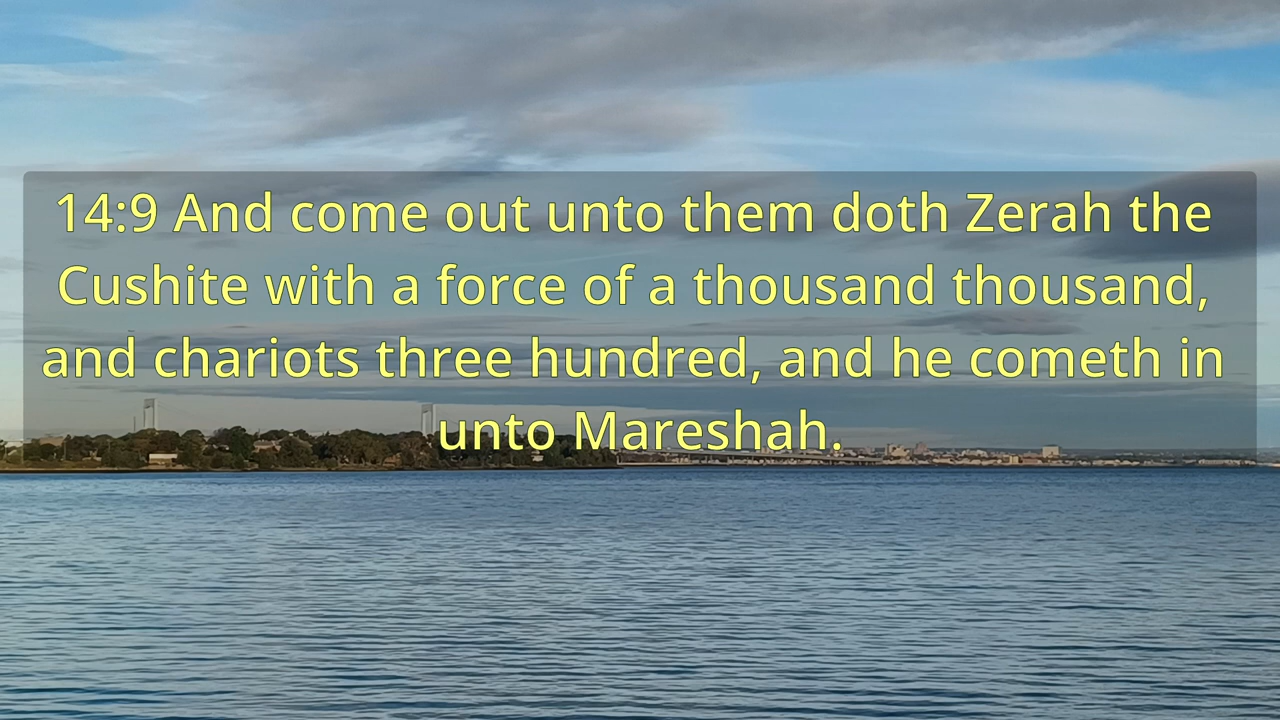 14:9 And come out unto them doth Zerah the
Cushite with a force of a thousand thousand,
and chariots three hundred, and he cometh in
unto Mareshah.